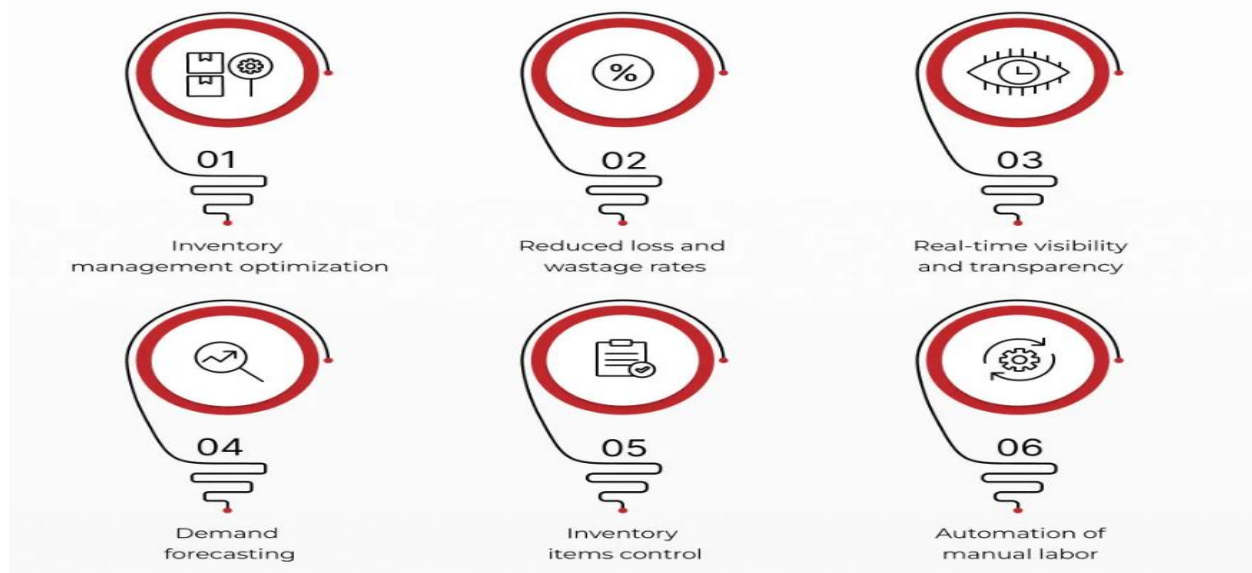 %
01
02
03
Inventory
management optimization
Reduced loss and
wastage rates
Real-time visibility
and transparency
04
05
06
Demand
forecasting
Inventory
items control
Automation of
manual labor